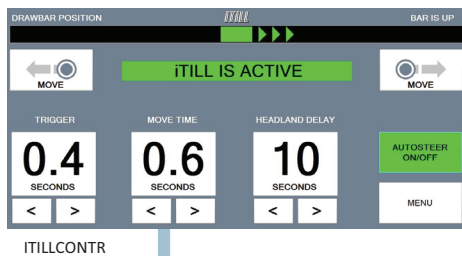 DRAWBAR POSITION
iTILL
BAR IS UP
MOVE
iTILL IS ACTIVE
MOVE
TRIGGER
MOVE TIME
HEADLAND DELAY
0.4
SECONDS
0.6
SECONDS
10
SECONDS
AUTOSTEER
ON/OFF
< >
< >
< >
MENU
ITILLCONTR